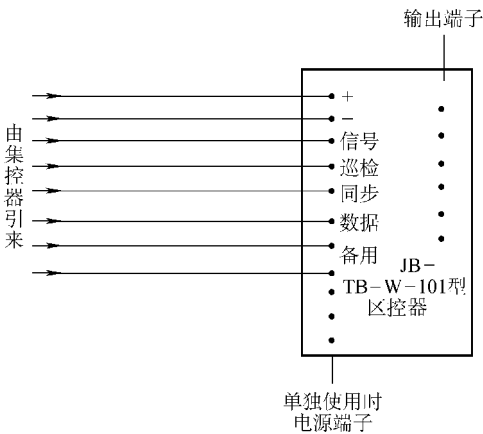 输出端子
+
−
信号
巡检
同步
数据
备用
JB−
TB−W−101型
区控器
由集控器引来
单独使用时
电源端子